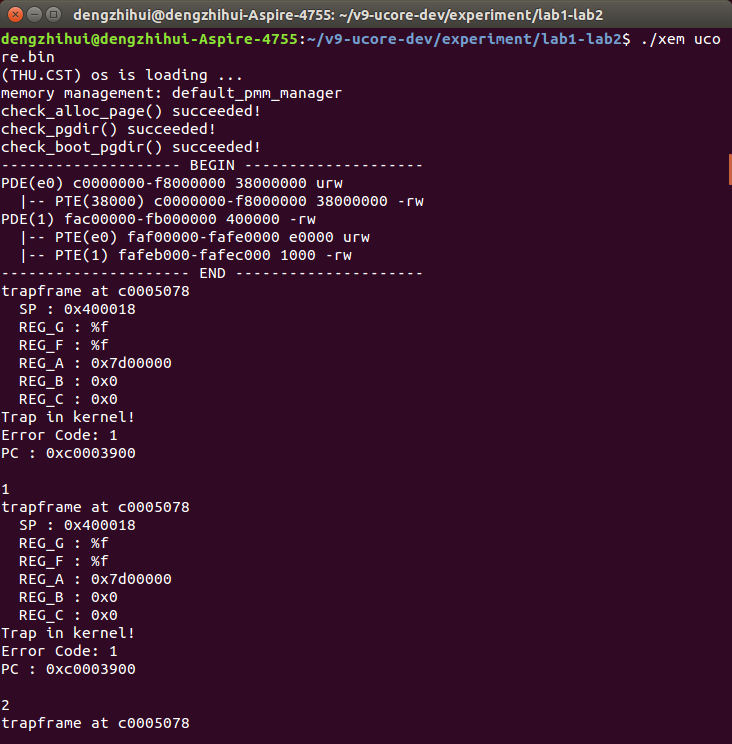 dengzhihui@dengzhihui-Aspire-4755: ~/v9-ucore-dev/experiment/lab1-lab2
dengzhihui@dengzhihui-Aspire-4755:~/v9-ucore-dev/experiment/lab1-lab2$ ./xem uco
re.bin
(THU.CST) os is loading ...
memory management: default_pmm_manager
check_alloc_page() succeeded!
check_pgdir() succeeded!
check_boot_pgdir() succeeded!
-------------------- BEGIN --------------------
PDE(e0) c0000000-f8000000 38000000 urw
  |-- PTE(38000) c0000000-f8000000 38000000 -rw
PDE(1) fac00000-fb000000 400000 -rw
  |-- PTE(e0) faf00000-fafe0000 e0000 urw
  |-- PTE(1) fafeb000-fafec000 1000 -rw
--------------------- END ---------------------
trapframe at c0005078
  SP : 0x400018
  REG_G : %f
  REG_F : %f
  REG_A : 0x7d00000
  REG_B : 0x0
  REG_C : 0x0
Trap in kernel!
Error Code: 1
PC : 0xc0003900

1
trapframe at c0005078
  SP : 0x400018
  REG_G : %f
  REG_F : %f
  REG_A : 0x7d00000
  REG_B : 0x0
  REG_C : 0x0
Trap in kernel!
Error Code: 1
PC : 0xc0003900

2
trapframe at c0005078